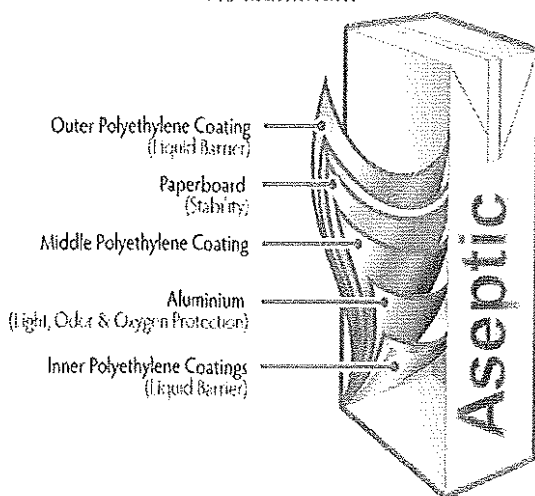 Outer Polyethylene Coating
(Liquid Barrier)
Paperboard
(Stability)
Middle Polyethylene Coating
Aluminium
(Light, Odor & Oxygen Protection)
Inner Polyethylene Coatings
(Liquid Barrier)
Aseptic